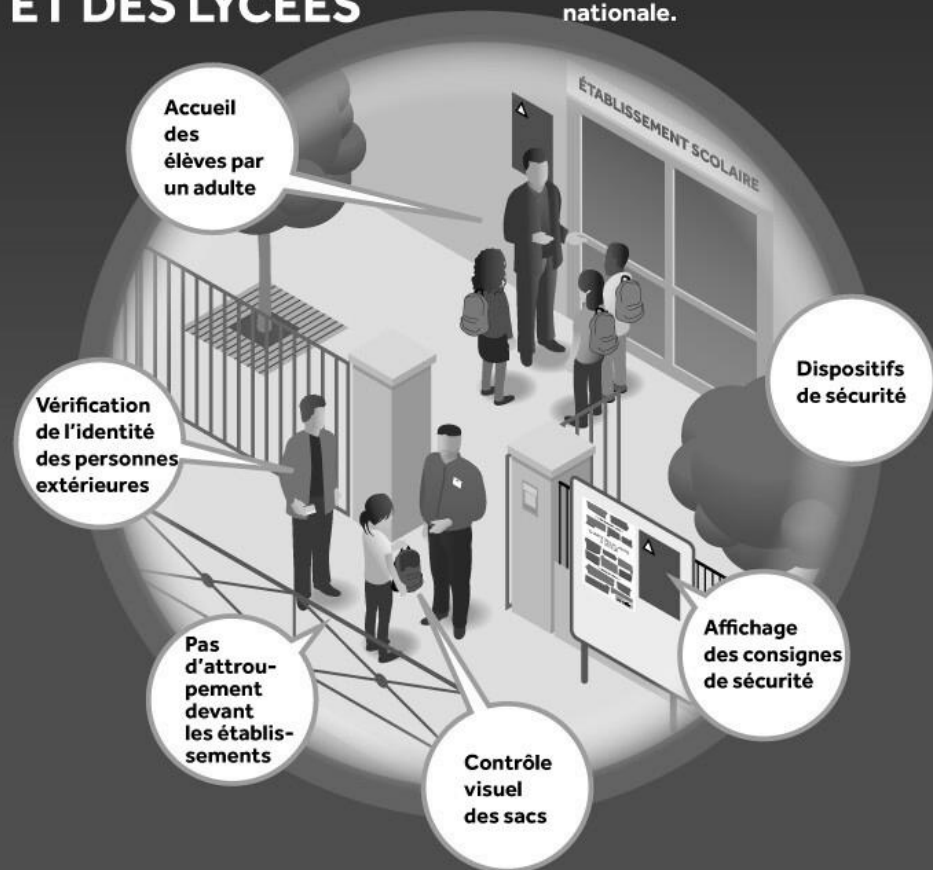 ET DES LYCÉES
nationale.
Accueil
des
élèves par
un adulte
ÉTABLISSEMENT SCOLAIRE
Dispositifs
de sécurité
Vérification
de l'identité
des personnes
extérieures
Affichage
des consignes
de sécurité
Pas
d'attrou-
pement
devant
les établis-
sements
Contrôle
visuel
des sacs